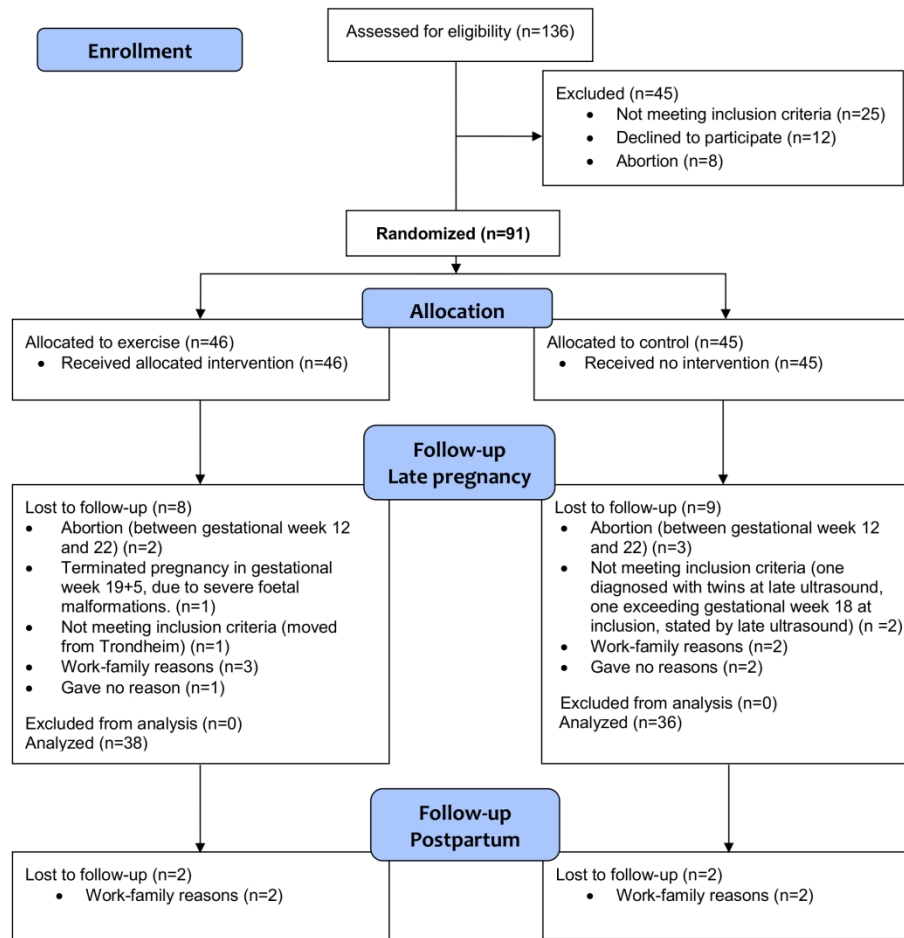 Assessed for eligibility (n=136)
Enrollment
Excluded (n=45)
• Not meeting inclusion criteria (n=25)
• Declined to participate (n=12)
• Abortion (n=8)
Randomized (n=91)
Allocation
Allocated to exercise (n=46)
• Received allocated intervention (n=46)
Allocated to control (n=45)
• Received no intervention (n=45)
Follow-up
Late pregnancy
Lost to follow-up (n=8)
• Abortion (between gestational week 12
and 22) (n=2)
• Terminated pregnancy in gestational
week 19+5, due to severe foetal
malformations. (n=1)
• Not meeting inclusion criteria (moved
from Trondheim) (n=1)
• Work-family reasons (n=3)
• Gave no reason (n=1)
Excluded from analysis (n=0)
Analyzed (n=38)
Lost to follow-up (n=9)
• Abortion (between gestational week 12
and 22) (n=3)
• Not meeting inclusion criteria (one
diagnosed with twins at late ultrasound,
one exceeding gestational week 18 at
inclusion, stated by late ultrasound) (n =2)
• Work-family reasons (n=2)
• Gave no reasons (n=2)
Excluded from analysis (n=0)
Analyzed (n=36)
Follow-up
Postpartum
Lost to follow-up (n=2)
• Work-family reasons (n=2)
Lost to follow-up (n=2)
• Work-family reasons (n=2)